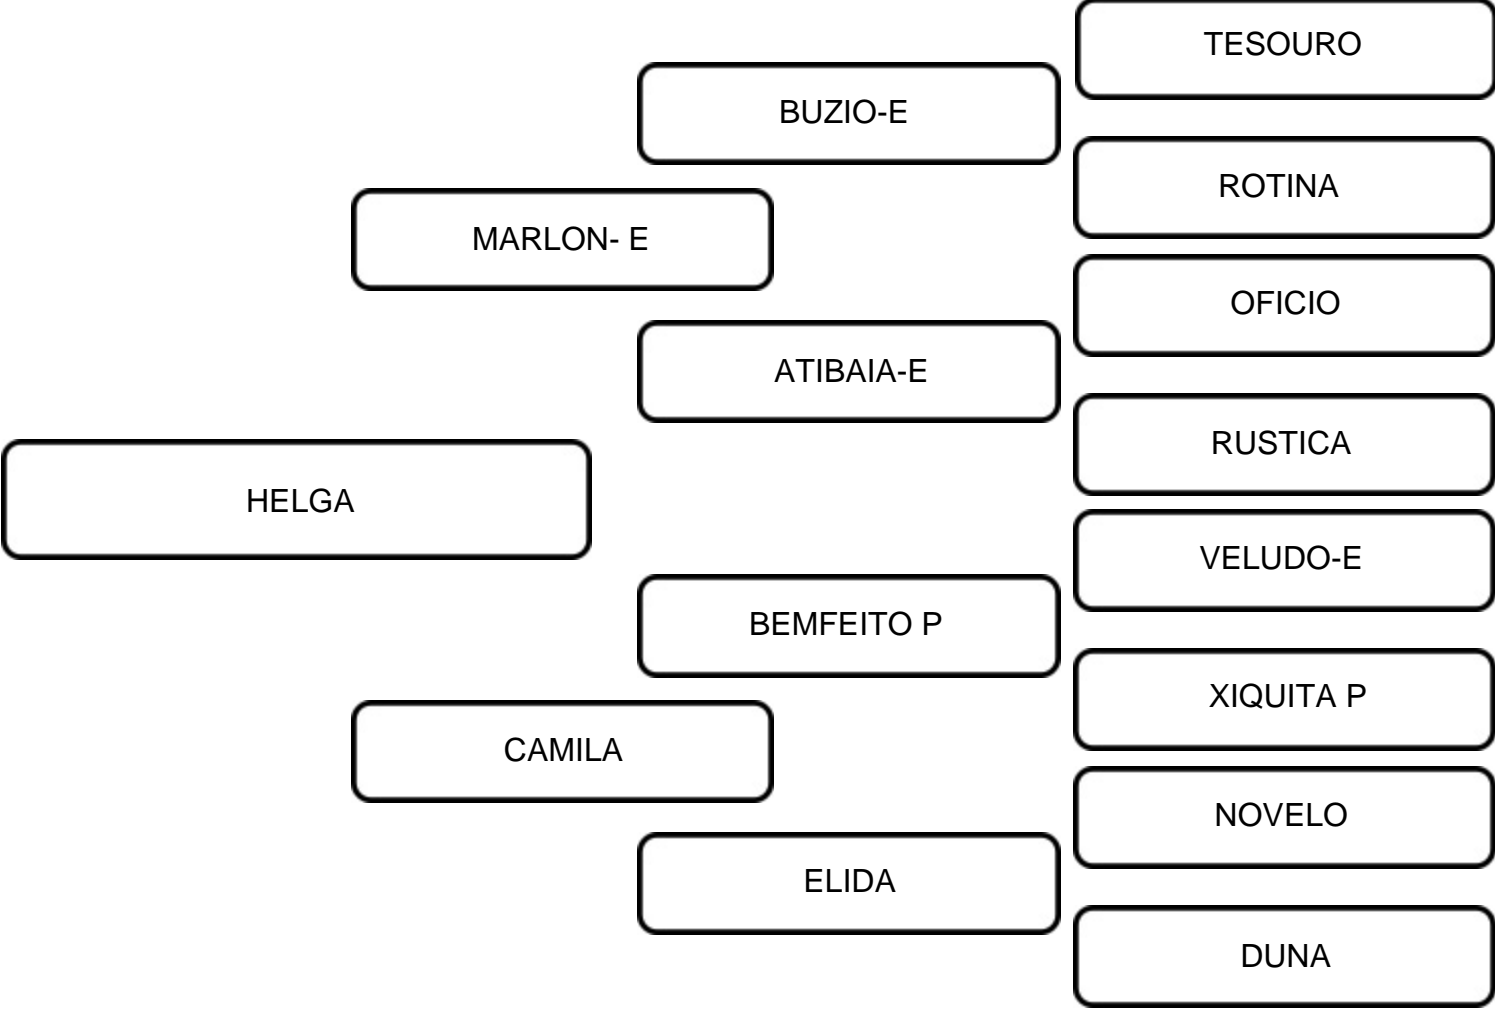 TESOURO
BUZIO-E
ROTINA
MARLON- E
OFICIO
ATIBAIA-E
RUSTICA
HELGA
VELUDO-E
BEMFEITO P
XIQUITA P
CAMILA
NOVELO
ELIDA
DUNA